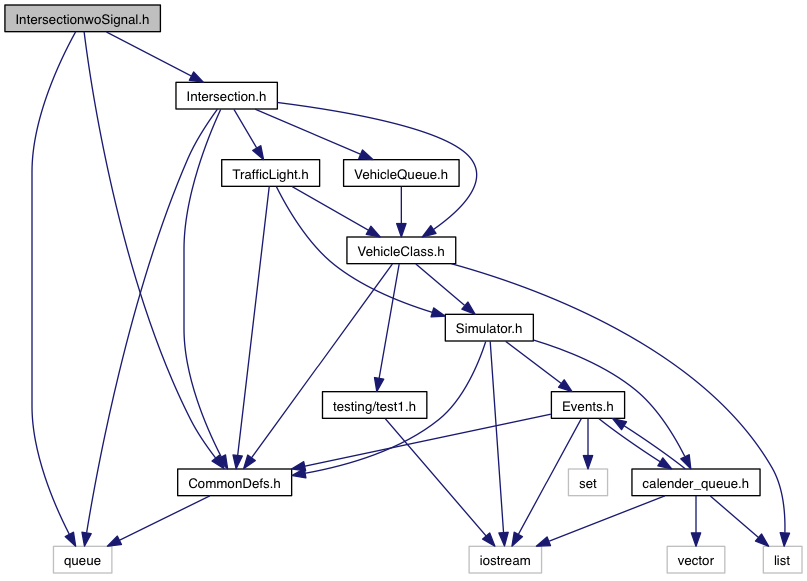 IntersectionwoSignal.h
Intersection.h
TrafficLight.h
VehicleQueue.h
VehicleClass.h
Simulator.h
testing/test1.h
Events.h
CommonDefs.h
set
calender_queue.h
queue
iostream
vector
list